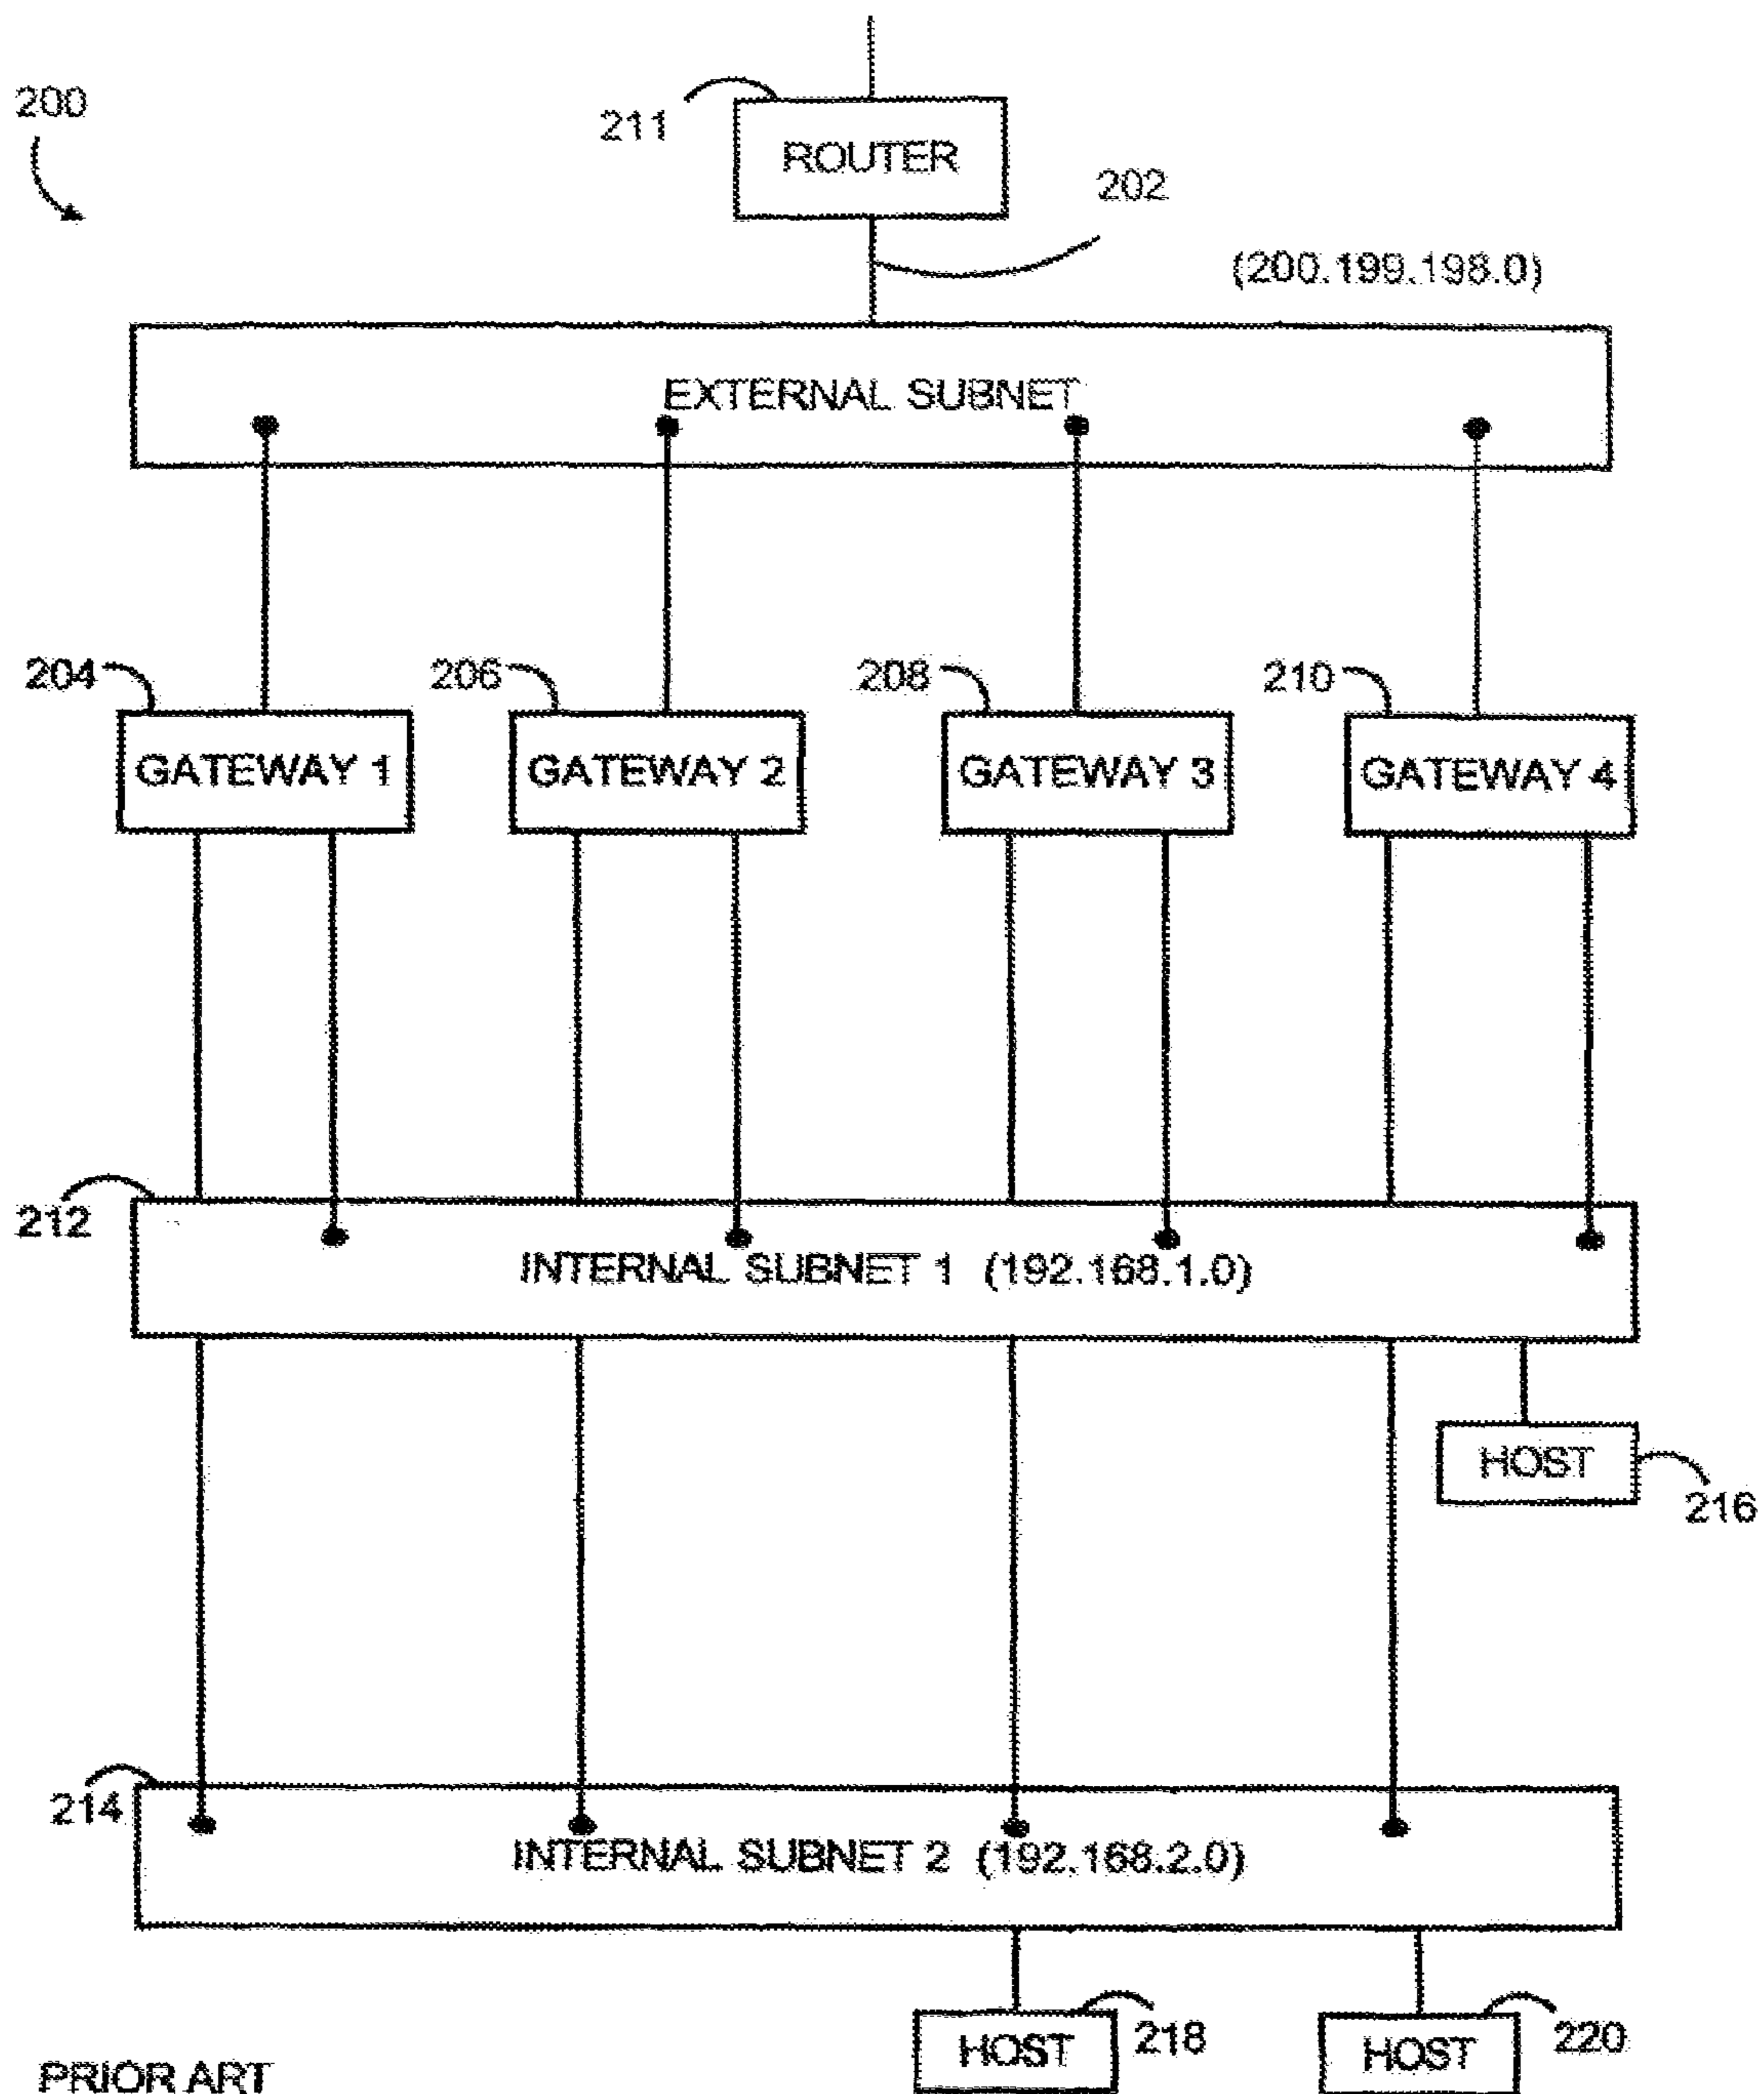 200
211
ROUTER
202
(200.199.198.0)
EXTERNAL SUBNET
204
206
208
210
GATEWAY 1
GATEWAY 2
GATEWAY 3
GATEWAY 4
212
INTERNAL SUBNET 1 (192.168.1.0)
HOST
216
214
INTERNAL SUBNET 2 (192.168.2.0)
HOST
218
HOST
220
PRIOR ART